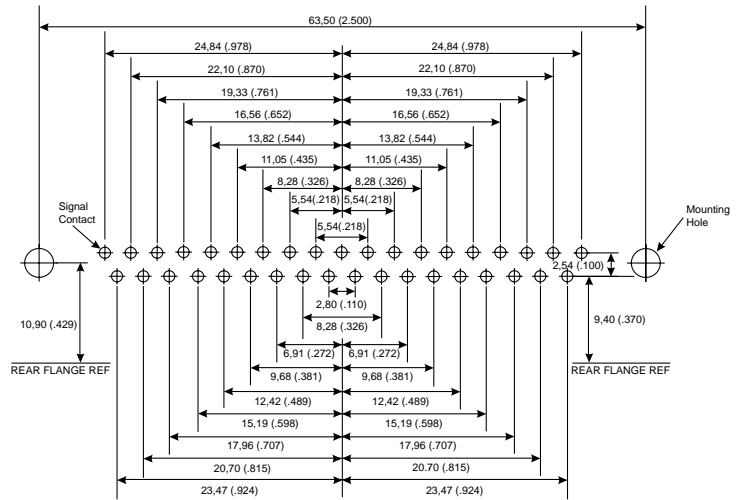 63,50 (2.500)
24,84 (.978) 24,84 (.978)
22,10 (.870) 22,10 (.870)
19,33 (.761) 19,33 (.761)
16,56 (.652) 16,56 (.652)
13,82 (.544) 13,82 (.544)
11,05 (.435) 11,05 (.435)
8,28 (.326) 8,28 (.326)
5,54(.218) 5,54(.218)
5,54(.218)
Signal
Contact
Mounting
Hole
2,54 (.100)
2,80 (.110)
10,90 (.429)
9,40 (.370)
8,28 (.326)
6,91 (.272) 6,91 (.272)
REAR FLANGE REF
REAR FLANGE REF
9,68 (.381) 9,68 (.381)
12,42 (.489) 12,42 (.489)
15,19 (.598) 15,19 (.598)
17,96 (.707) 17,96 (.707)
20,70 (.815) 20.70 (.815)
23,47 (.924) 23,47 (.924)